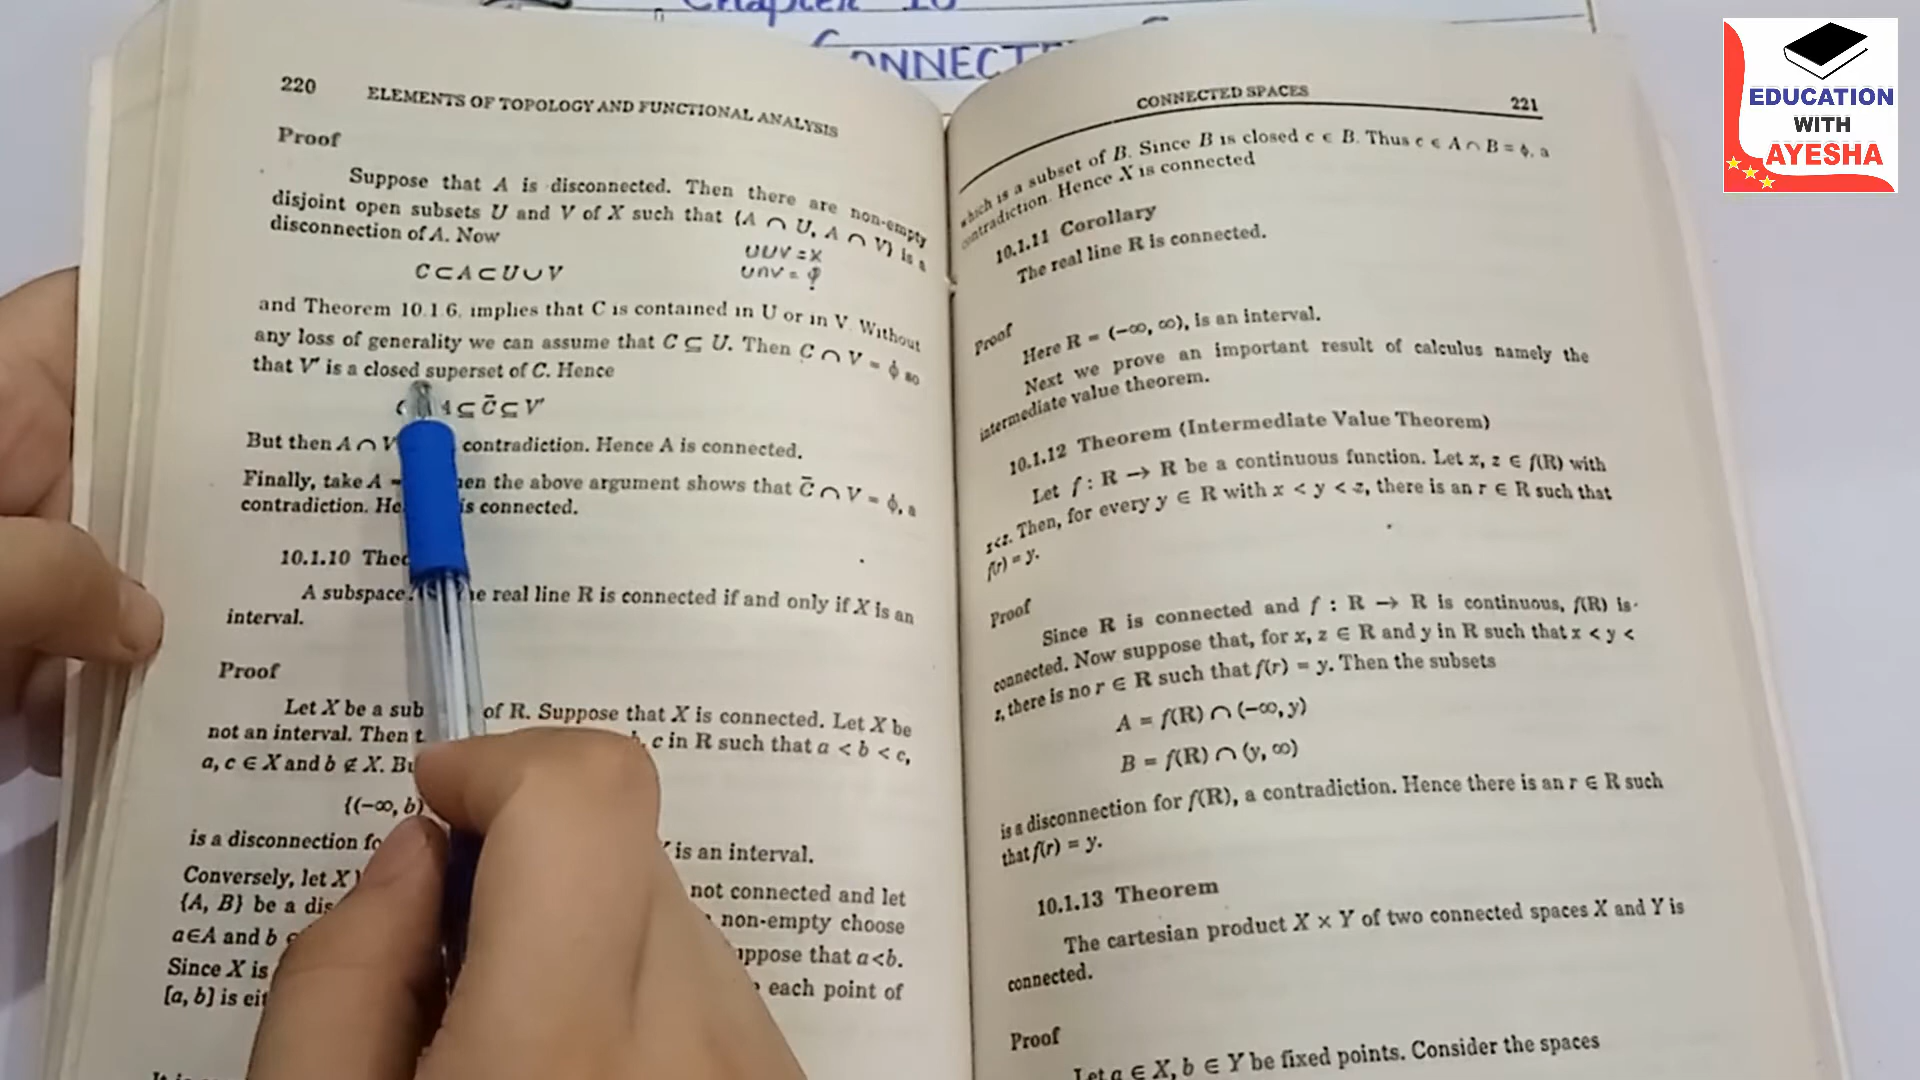 Chapter 10
CONNECT
220 ELEMENTS OF TOPOLOGY AND FUNCTIONAL ANALYSIS
Proof
Suppose that A is disconnected. Then there are non-empty
disjoint open subsets U and V of X such that {A ∩ U, A ∩ V} is a
disconnection of A. Now
U∪V = X
C ⊂ A ⊂ U ∪ V
U∩V = φ
and Theorem 10.1.6, implies that C is contained in U or in V. Without
any loss of generality we can assume that C ⊆ U. Then C ∩ V = φ so
that V′ is a closed superset of C. Hence
⊆ C̄ ⊆ V′
But then A ∩ V contradiction. Hence A is connected.
Finally, take A = the above argument shows that C̄ ∩ V = φ, a
contradiction. is connected.
10.1.10
A subspace real line R is connected if and only if X is an
interval.
Proof
Let X be a of R. Suppose that X is connected. Let X be
not an interval. Then c in R such that a < b < c,
a, c ∈ X and b ∉ X.
{(−∞, b)
is a disconnection is an interval.
Conversely, let X not connected and let
{A, B} be a non-empty choose
a∈A and b that a<b.
Since X is each point of
[a, b] is
CONNECTED SPACES 221
which is a subset of B. Since B is closed c ∈ B. Thus c ∈ A ∩ B = φ, a
contradiction. Hence X is connected
10.1.11 Corollary
The real line R is connected.
Proof
Here R = (−∞, ∞), is an interval.
Next we prove an important result of calculus namely the
intermediate value theorem.
10.1.12 Theorem (Intermediate Value Theorem)
Let f : R → R be a continuous function. Let x, z ∈ f(R) with
x<z. Then, for every y ∈ R with x < y < z, there is an r ∈ R such that
f(r) = y.
Proof
Since R is connected and f : R → R is continuous, f(R) is
connected. Now suppose that, for x, z ∈ R and y in R such that x < y <
z, there is no r ∈ R such that f(r) = y. Then the subsets
A = f(R) ∩ (−∞, y)
B = f(R) ∩ (y, ∞)
is a disconnection for f(R), a contradiction. Hence there is an r ∈ R such
that f(r) = y.
10.1.13 Theorem
The cartesian product X × Y of two connected spaces X and Y is
connected.
Proof
Let a ∈ X, b ∈ Y be fixed points. Consider the spaces
EDUCATION
WITH
AYESHA